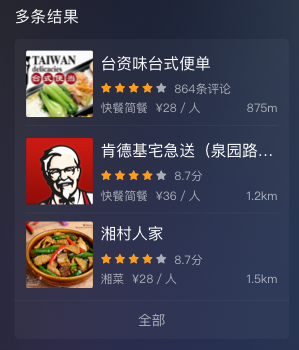 多条结果
TAIWAN
delicacies
台式便当
台资味台式便单
864条评论
快餐简餐 ¥28 / 人
875m
肯德基宅急送（泉园路...
8.7分
快餐简餐 ¥36 / 人
1.2km
湘村人家
8.7分
湘菜 ¥28 / 人
1.5km
全部